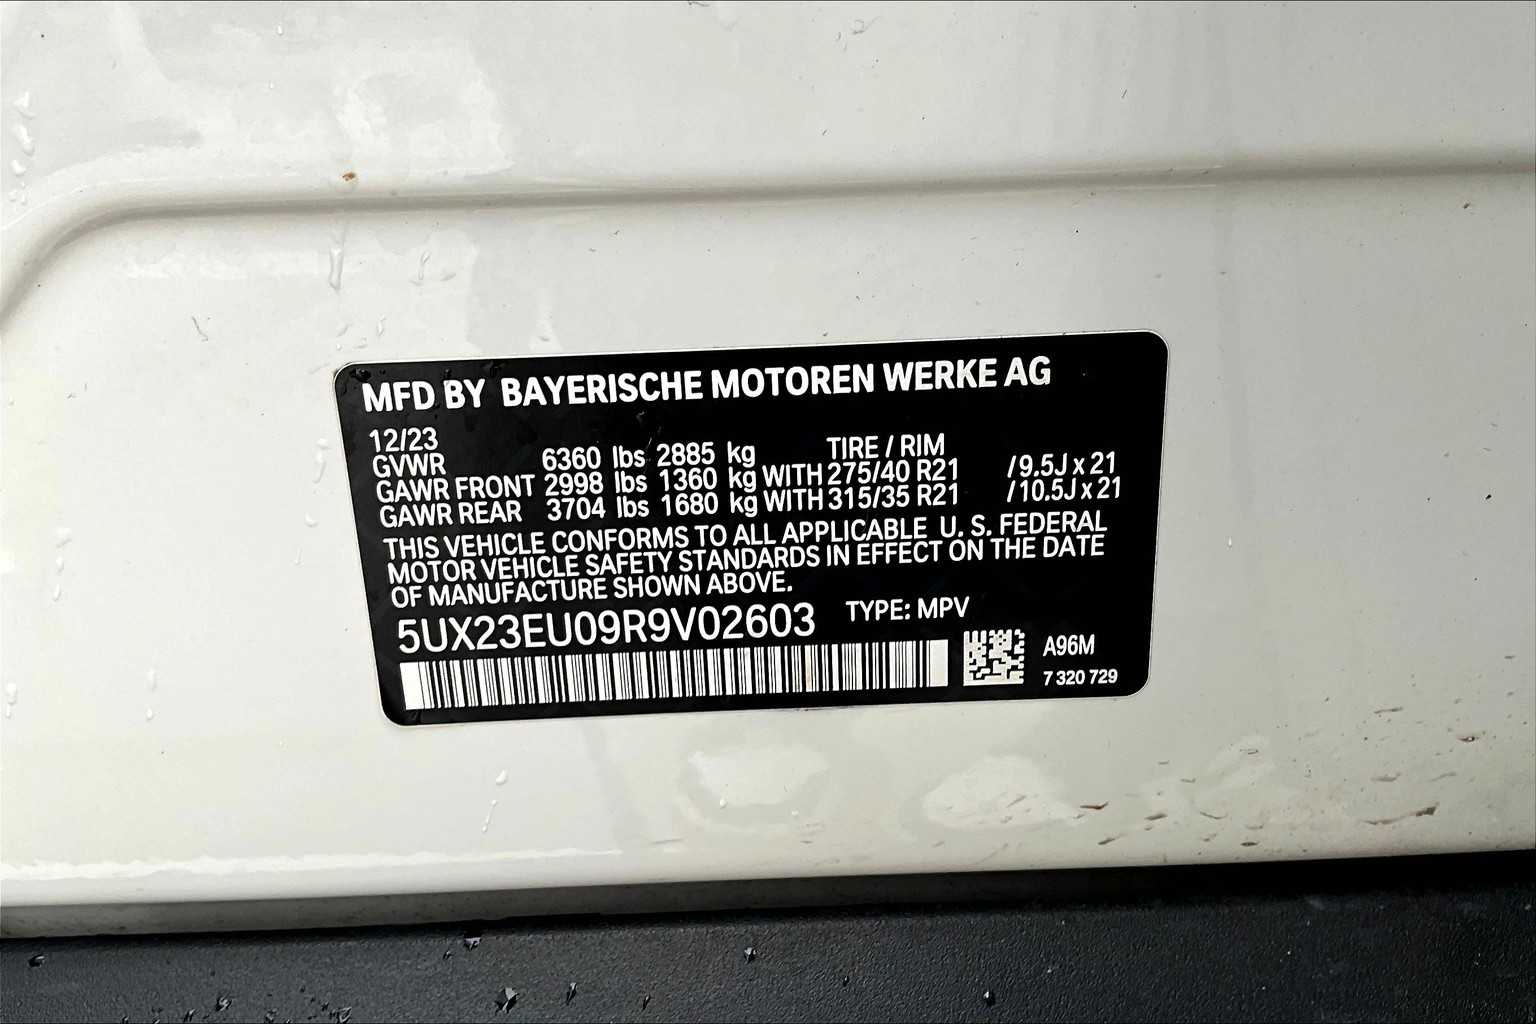 MFD BY BAYERISCHE MOTOREN WERKE AG
12/23
GVWR 6360 lbs 2885 kg TIRE / RIM
GAWR FRONT 2998 lbs 1360 kg WITH 275/40 R21 /9.5J x 21
GAWR REAR 3704 lbs 1680 kg WITH 315/35 R21 /10.5J x 21
THIS VEHICLE CONFORMS TO ALL APPLICABLE U. S. FEDERAL
MOTOR VEHICLE SAFETY STANDARDS IN EFFECT ON THE DATE
OF MANUFACTURE SHOWN ABOVE.
5UX23EU09R9V02603 TYPE: MPV
A96M
7 320 729